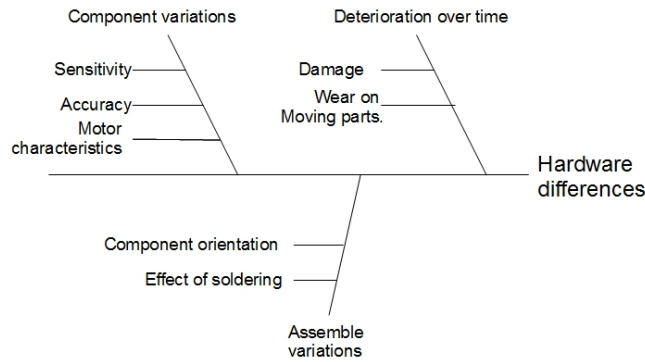 Component variations
Deterioration over time
Sensitivity
Damage
Accuracy
Wear on
Moving parts.
Motor
characteristics
Hardware
differences
Component orientation
Effect of soldering
Assemble
variations